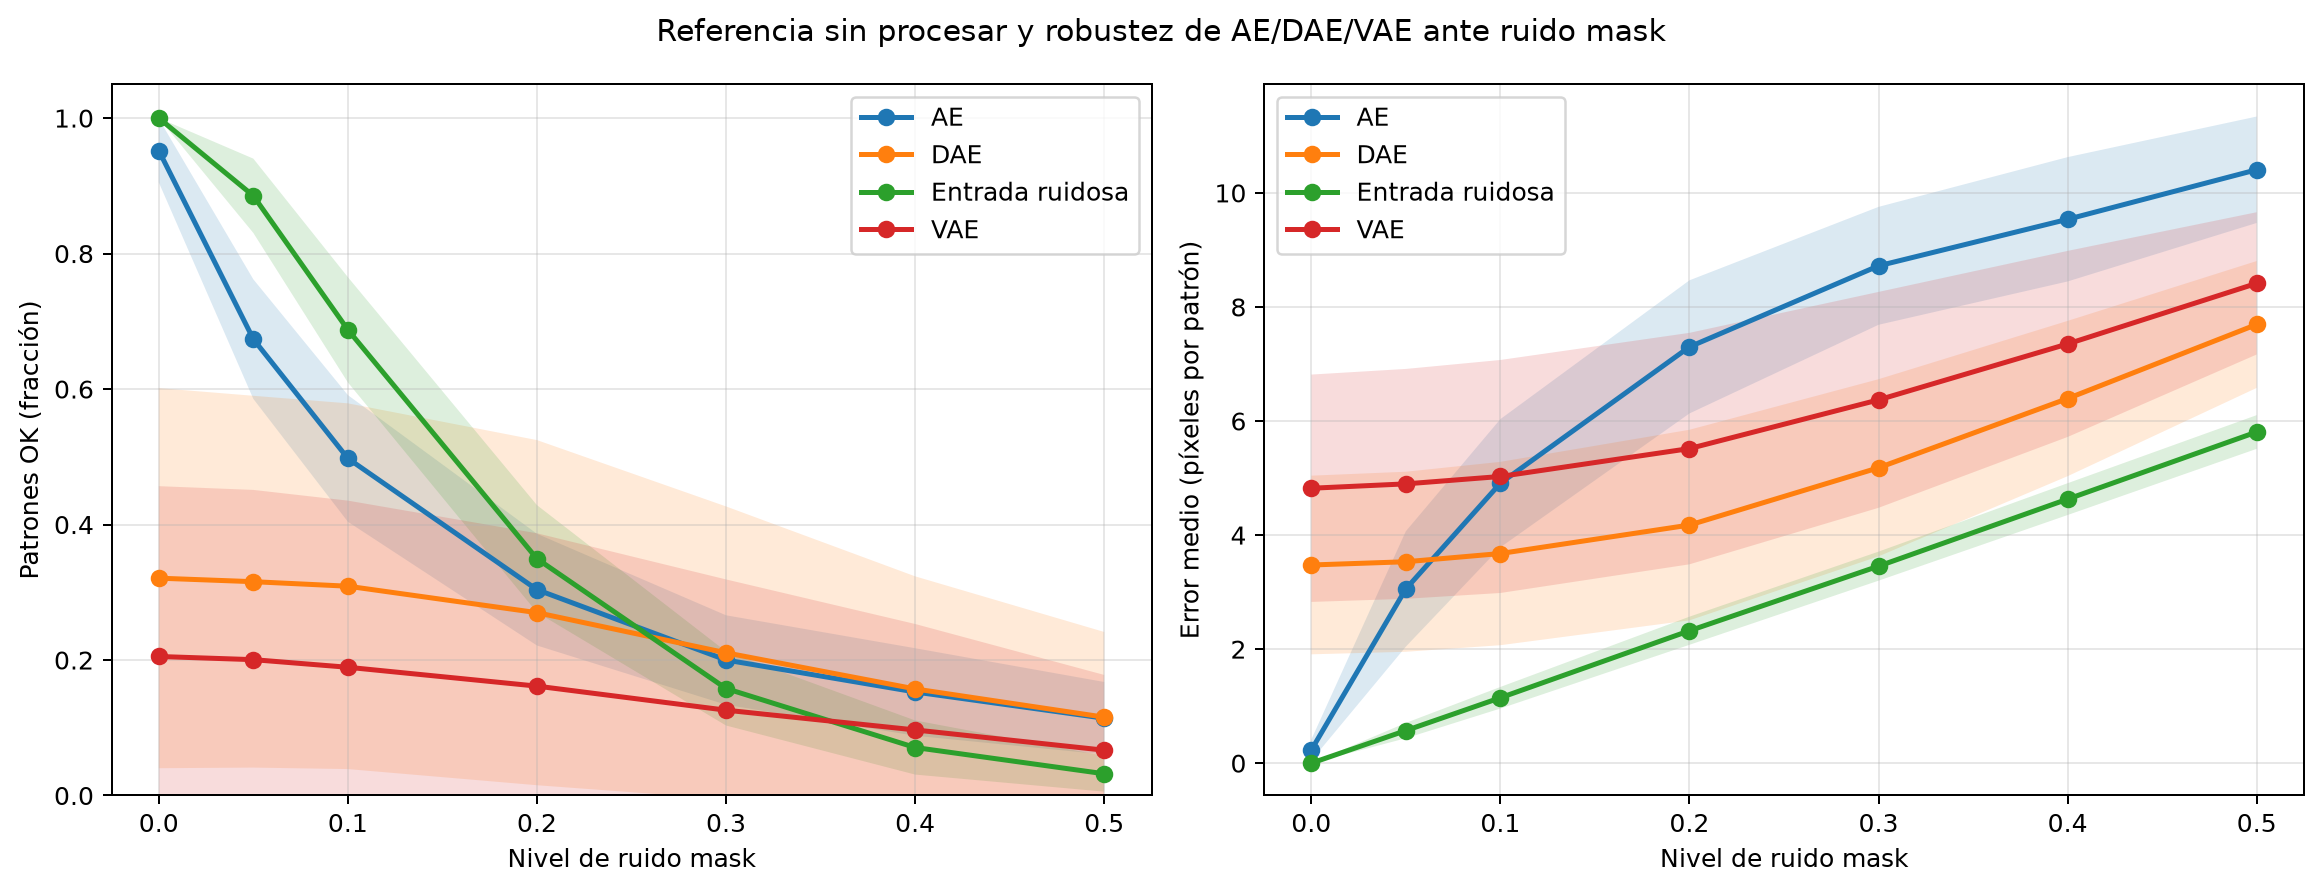 Referencia sin procesar y robustez de AE/DAE/VAE ante ruido mask
Patrones OK (fracción)
1.0
0.8
0.6
0.4
0.2
0.0
0.0 0.1 0.2 0.3 0.4 0.5
Nivel de ruido mask
AE
DAE
Entrada ruidosa
VAE
Error medio (píxeles por patrón)
10
8
6
4
2
0
0.0 0.1 0.2 0.3 0.4 0.5
Nivel de ruido mask
AE
DAE
Entrada ruidosa
VAE